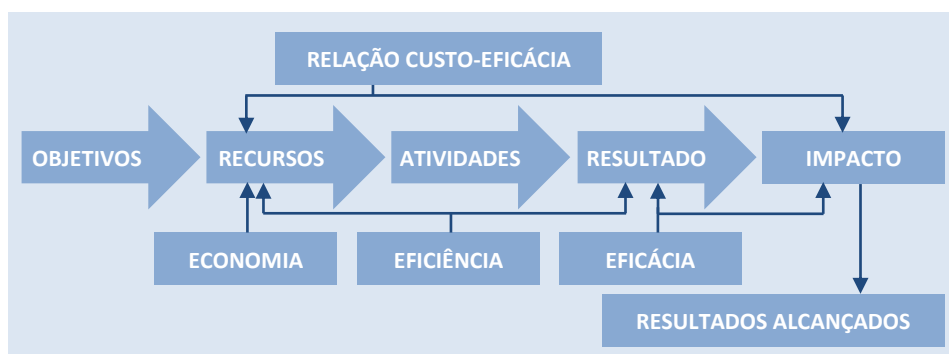 RELAÇÃO CUSTO-EFICÁCIA
OBJETIVOS
RECURSOS
ATIVIDADES
RESULTADO
IMPACTO
ECONOMIA
EFICIÊNCIA
EFICÁCIA
RESULTADOS ALCANÇADOS